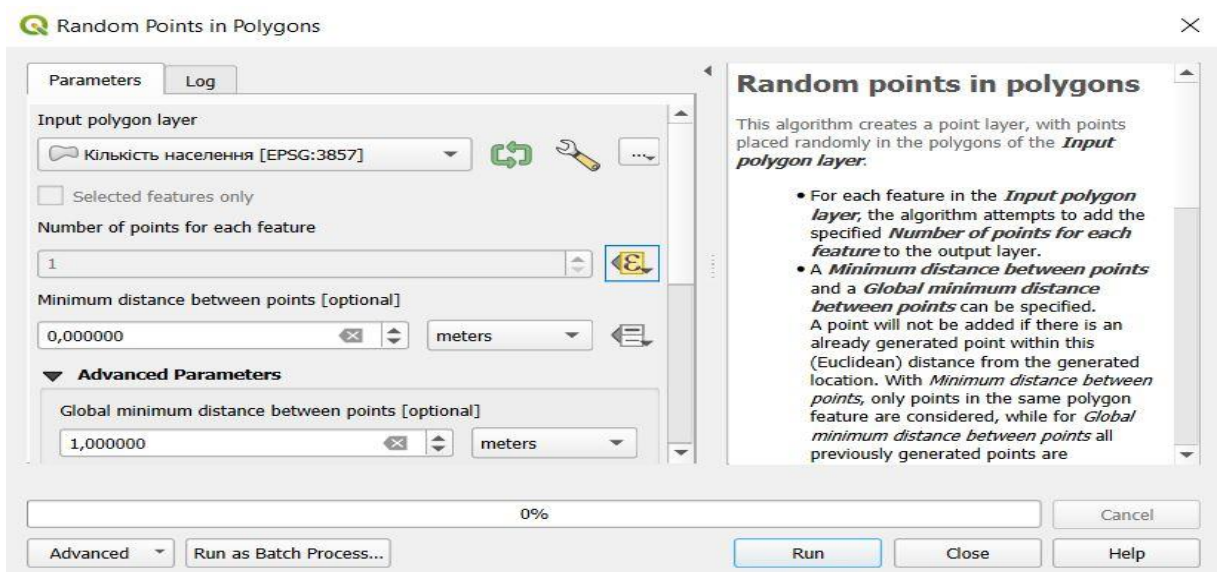 Random Points in Polygons
Parameters
Log
Input polygon layer
Кількість населення [EPSG:3857]
...
Selected features only
Number of points for each feature
1
ε
Minimum distance between points [optional]
0,000000
meters
Advanced Parameters
Global minimum distance between points [optional]
1,000000
meters
Random points in polygons
This algorithm creates a point layer, with points
placed randomly in the polygons of the Input
polygon layer.
• For each feature in the Input polygon
layer, the algorithm attempts to add the
specified Number of points for each
feature to the output layer.
• A Minimum distance between points
and a Global minimum distance
between points can be specified.
A point will not be added if there is an
already generated point within this
(Euclidean) distance from the generated
location. With Minimum distance between
points, only points in the same polygon
feature are considered, while for Global
minimum distance between points all
previously generated points are
0%
Cancel
Advanced
Run as Batch Process...
Run
Close
Help